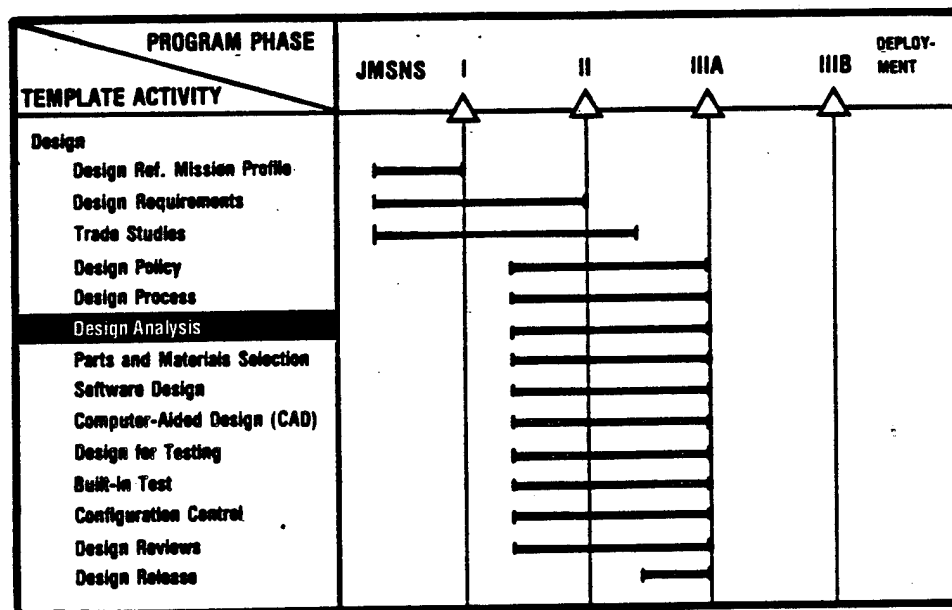 PROGRAM PHASE
TEMPLATE ACTIVITY
JMSNS I II IIIA IIIB DEPLOY-
MENT
Design
Design Ref. Mission Profile
Design Requirements
Trade Studies
Design Policy
Design Process
Design Analysis
Parts and Materials Selection
Software Design
Computer-Aided Design (CAD)
Design for Testing
Built-in Test
Configuration Control
Design Reviews
Design Release